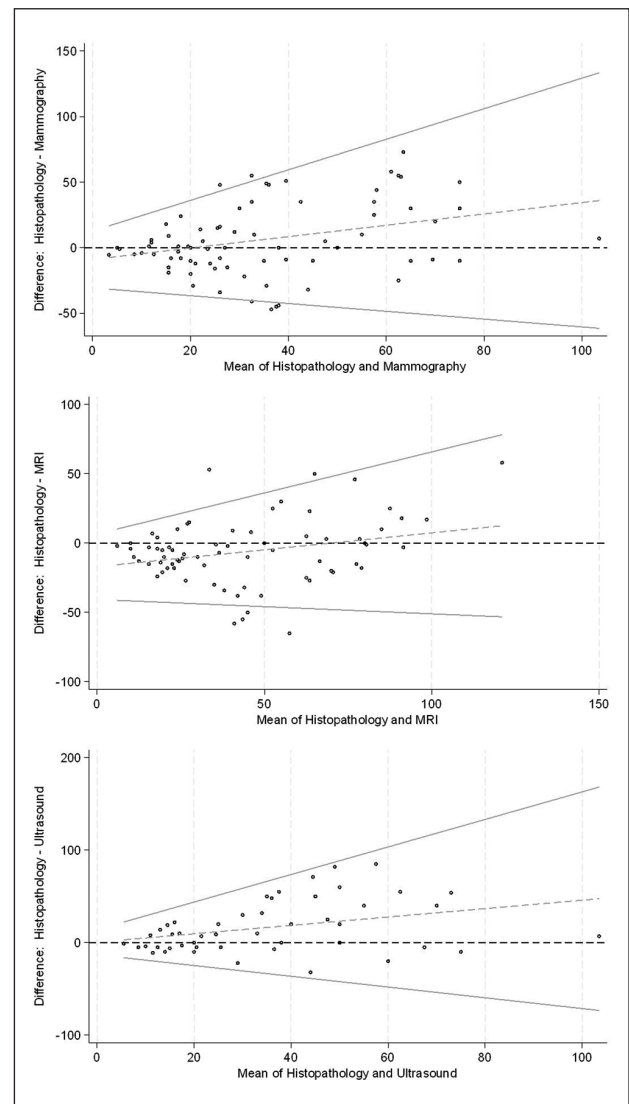 150
100
50
0
-50
Difference: Histopathology - Mammography
0 20 40 60 80 100
Mean of Histopathology and Mammography
100
50
0
-50
-100
Difference: Histopathology - MRI
0 50 100 150
Mean of Histopathology and MRI
200
100
0
-100
Difference: Histopathology - Ultrasound
0 20 40 60 80 100
Mean of Histopathology and Ultrasound